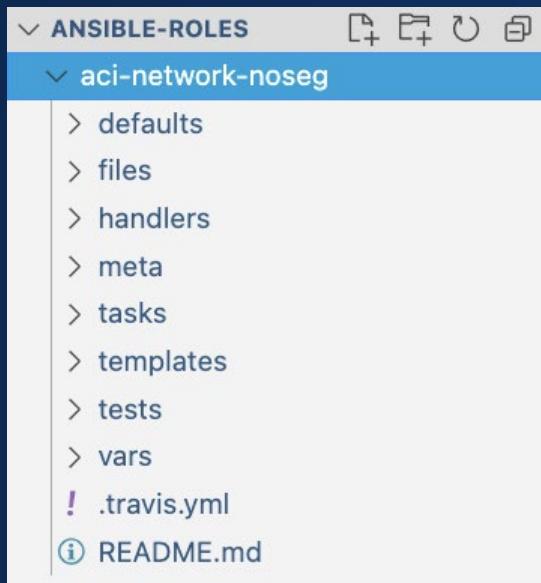 ANSIBLE-ROLES
aci-network-noseg
defaults
files
handlers
meta
tasks
templates
tests
vars
! .travis.yml
README.md